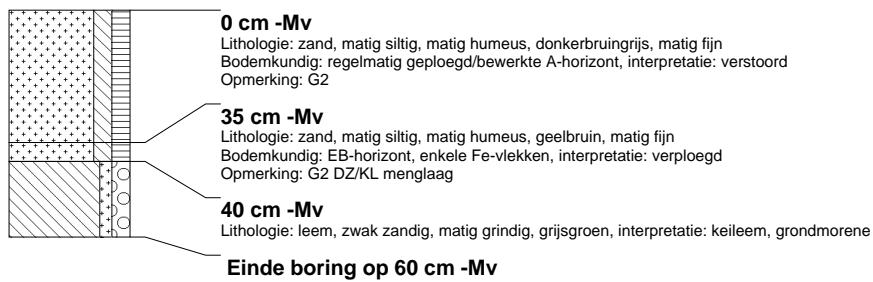 0 cm -Mv
Lithologie: zand, matig siltig, matig humeus, donkerbruingrijs, matig fijn
Bodemkundig: regelmatig geploegd/bewerkte A-horizont, interpretatie: verstoord
Opmerking: G2
35 cm -Mv
Lithologie: zand, matig siltig, matig humeus, geelbruin, matig fijn
Bodemkundig: EB-horizont, enkele Fe-vlekken, interpretatie: verploegd
Opmerking: G2 DZ/KL menglaag
40 cm -Mv
Lithologie: leem, zwak zandig, matig grindig, grijsgroen, interpretatie: keileem, grondmorene
Einde boring op 60 cm -Mv